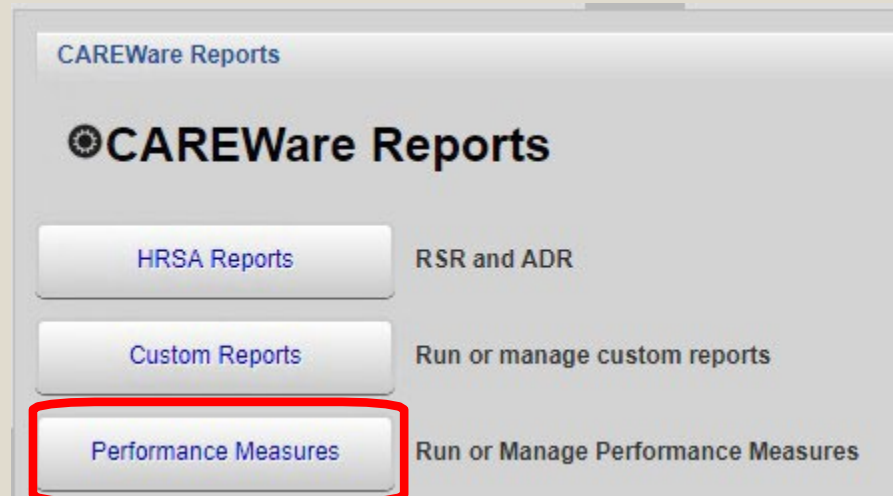 CAREWare Reports
CAREWare Reports
HRSA Reports RSR and ADR
Custom Reports Run or manage custom reports
Performance Measures Run or Manage Performance Measures